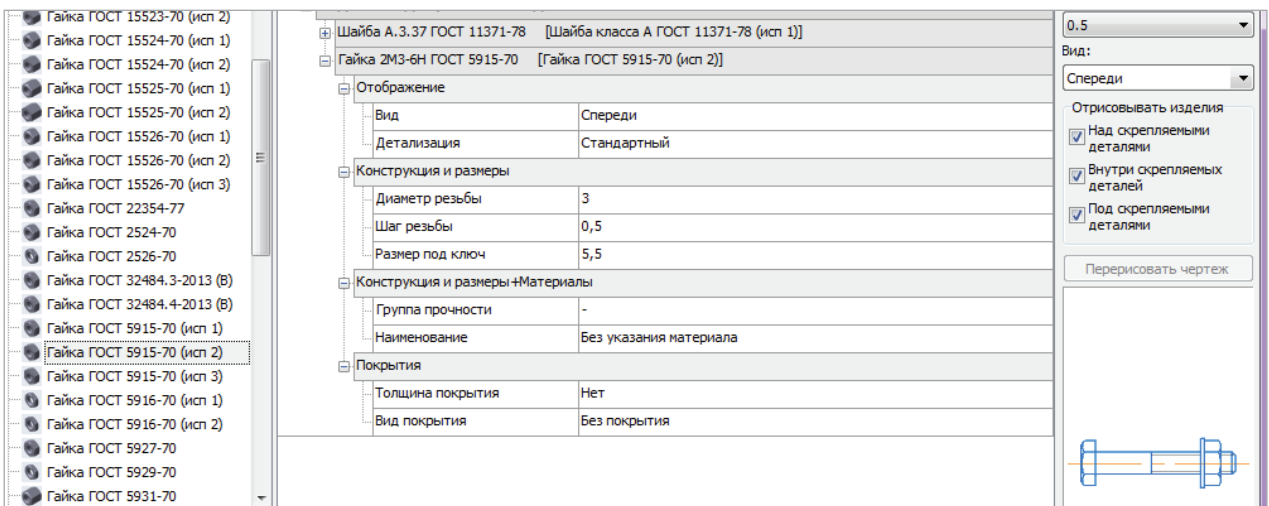 Гайка ГОСТ 15523-70 (исп 2)
Гайка ГОСТ 15524-70 (исп 1)
Гайка ГОСТ 15524-70 (исп 2)
Гайка ГОСТ 15525-70 (исп 1)
Гайка ГОСТ 15525-70 (исп 2)
Гайка ГОСТ 15526-70 (исп 1)
Гайка ГОСТ 15526-70 (исп 2)
Гайка ГОСТ 15526-70 (исп 3)
Гайка ГОСТ 22354-77
Гайка ГОСТ 2524-70
Гайка ГОСТ 2526-70
Гайка ГОСТ 32484.3-2013 (В)
Гайка ГОСТ 32484.4-2013 (В)
Гайка ГОСТ 5915-70 (исп 1)
Гайка ГОСТ 5915-70 (исп 2)
Гайка ГОСТ 5915-70 (исп 3)
Гайка ГОСТ 5916-70 (исп 1)
Гайка ГОСТ 5916-70 (исп 2)
Гайка ГОСТ 5927-70
Гайка ГОСТ 5929-70
Гайка ГОСТ 5931-70
Шайба А.3.37 ГОСТ 11371-78 [Шайба класса А ГОСТ 11371-78 (исп 1)]
Гайка 2М3-6Н ГОСТ 5915-70 [Гайка ГОСТ 5915-70 (исп 2)]
Отображение
Вид Спереди
Детализация Стандартный
Конструкция и размеры
Диаметр резьбы 3
Шаг резьбы 0,5
Размер под ключ 5,5
Конструкция и размеры+Материалы
Группа прочности -
Наименование Без указания материала
Покрытия
Толщина покрытия Нет
Вид покрытия Без покрытия
0.5
Вид:
Спереди
Отрисовывать изделия
Над скрепляемыми
деталями
Внутри скрепляемых
деталей
Под скрепляемыми
деталями
Перерисовать чертеж